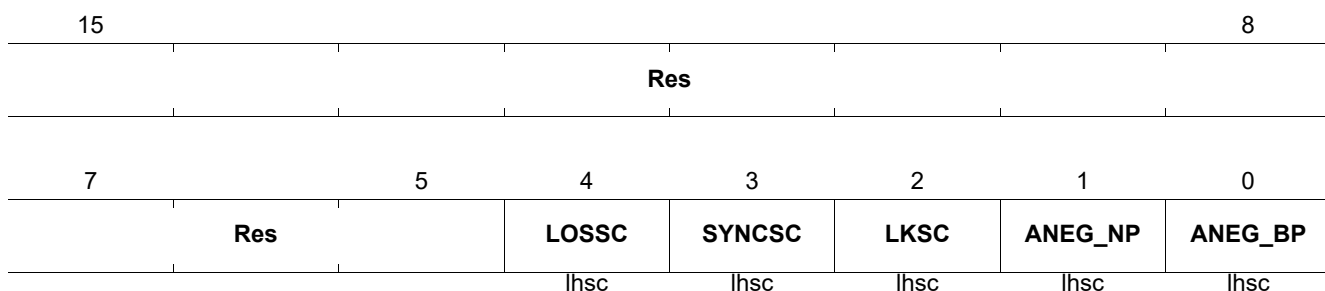 15 8
Res
7 5 4 3 2 1 0
Res LOSSC SYNCSC LKSC ANEG_NP ANEG_BP
lhsc lhsc lhsc lhsc lhsc